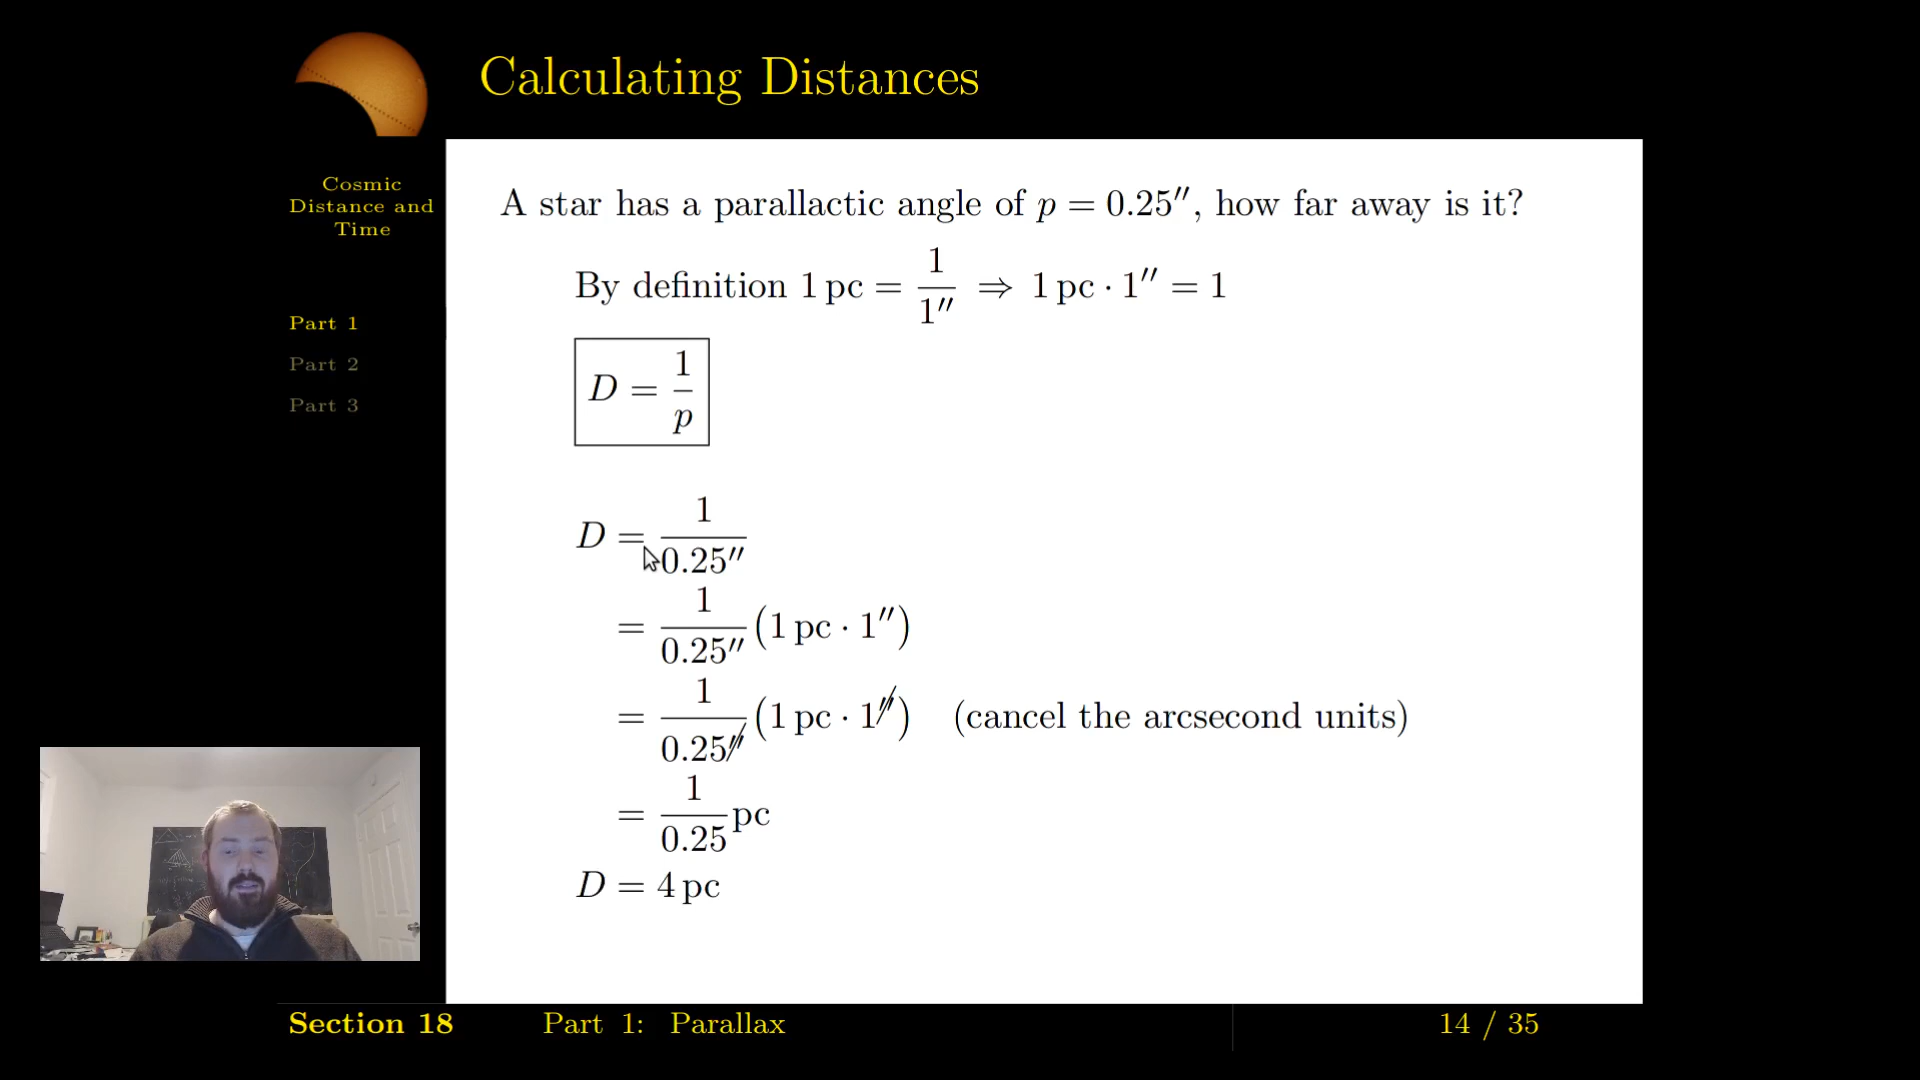 Calculating Distances
Cosmic
Distance and
Time
Part 1
Part 2
Part 3
A star has a parallactic angle of p = 0.25″, how far away is it?
By definition 1 pc = 1/1″ ⇒ 1 pc · 1″ = 1
D = 1/p
D = 1/0.25″
= 1/0.25″ (1 pc · 1″)
= 1/0.25″ (1 pc · 1″) (cancel the arcsecond units)
= 1/0.25 pc
D = 4 pc
Section 18 Part 1: Parallax 14 / 35